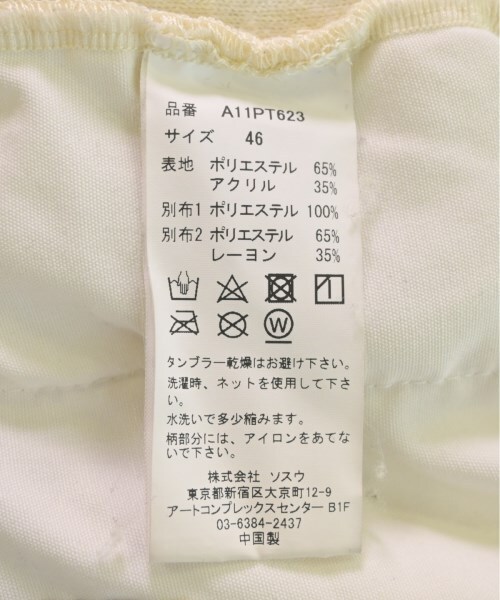 品番 A11PT623
サイズ 46
表地 ポリエステル 65%
アクリル 35%
別布1 ポリエステル 100%
別布2 ポリエステル 65%
レーヨン 35%
W
タンブラー乾燥はお避け下さい。
洗濯時、ネットを使用して下さ
い。
水洗いで多少縮みます。
柄部分には、アイロンをあてな
いで下さい。
株式会社 ソスウ
東京都新宿区大京町12-9
アートコンプレックスセンター B1F
03-6384-2437
中国製